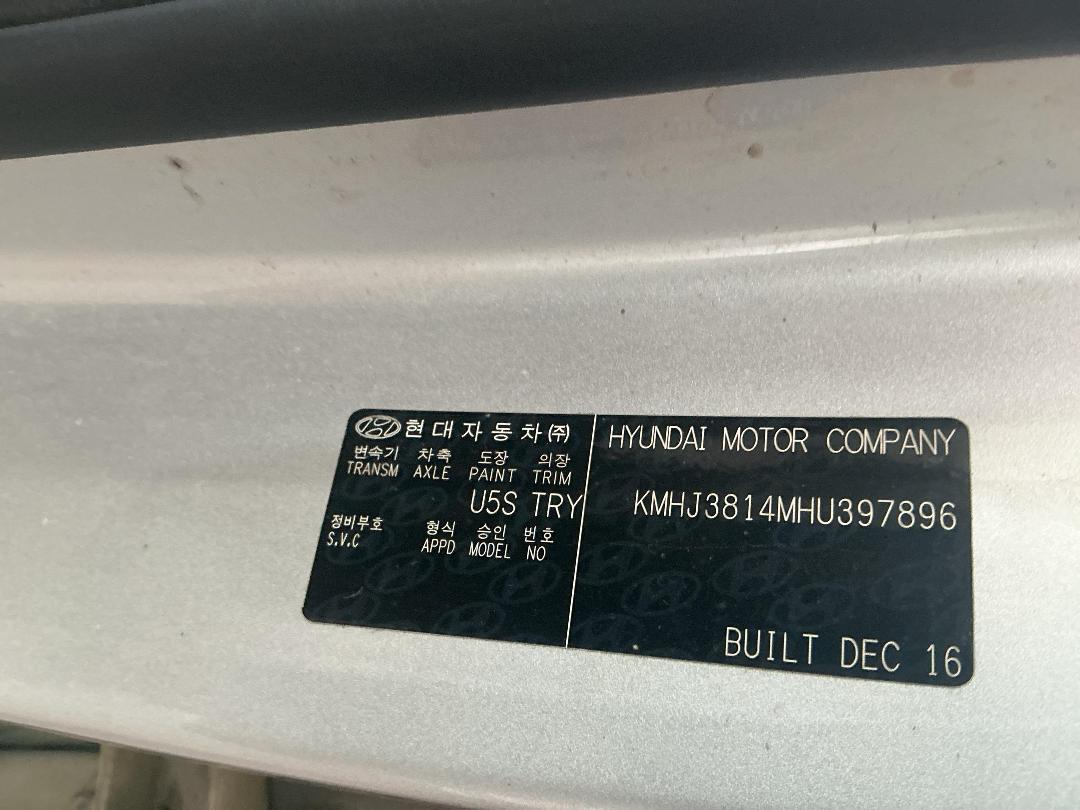 현대자동차㈜
변속기 차축 도장 의장
TRANSM AXLE PAINT TRIM
U5S TRY
정비부호 형식 승인 번호
S.V.C APPD MODEL NO
HYUNDAI MOTOR COMPANY
KMHJ3814MHU397896
BUILT DEC 16